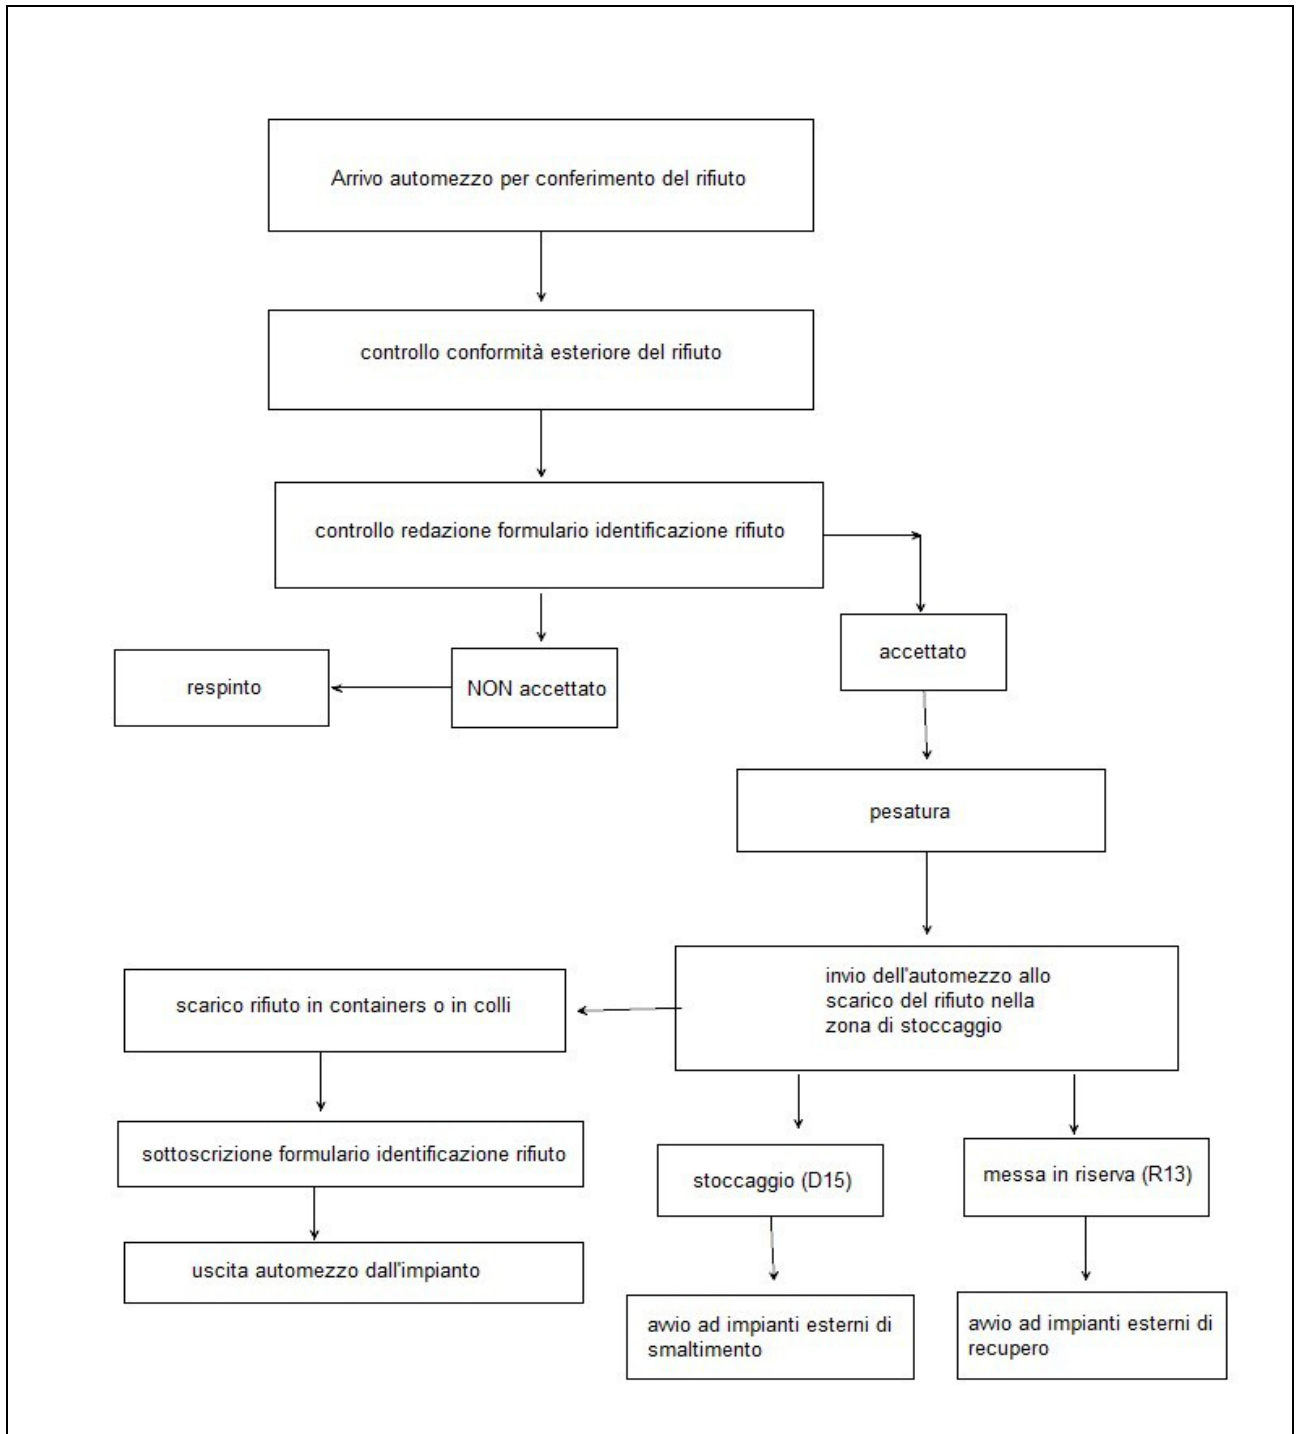 Arrivo automezzo per conferimento del rifiuto
controllo conformità esteriore del rifiuto
controllo redazione formulario identificazione rifiuto
accettato
respinto
NON accettato
pesatura
invio dell'automezzo allo
scarico del rifiuto nella
zona di stoccaggio
scarico rifiuto in containers o in colli
sottoscrizione formulario identificazione rifiuto
uscita automezzo dall'impianto
stoccaggio (D15)
messa in riserva (R13)
avvio ad impianti esterni di
smaltimento
avvio ad impianti esterni di
recupero